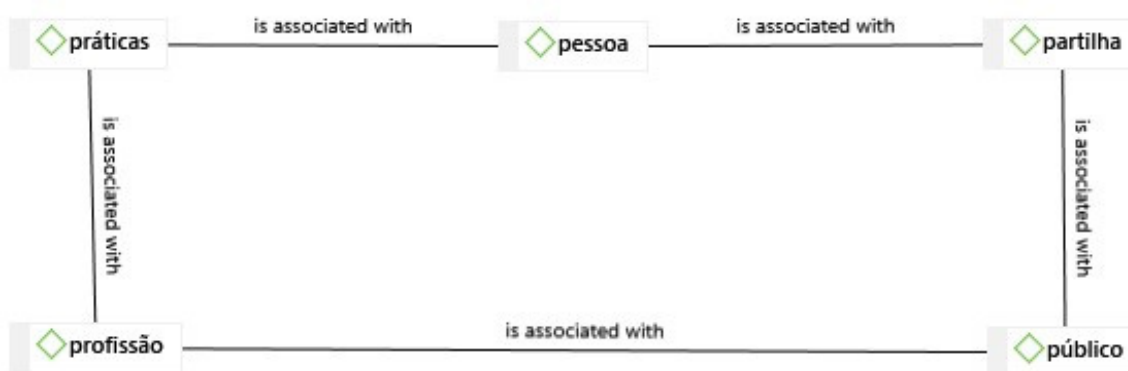 is associated with
is associated with
práticas
pessoa
partilha
is associated with
is associated with
is associated with
profissão
público